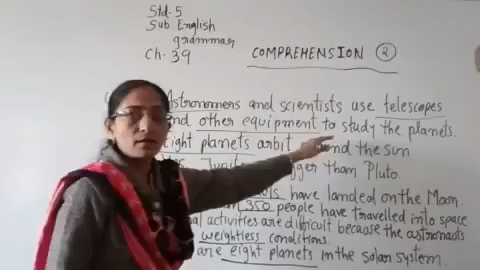 Std-5
Sub English
grammar
Ch-39
COMPREHENSION 2
Astronomers and scientists use telescopes
and other equipment to study the planets.
eight planets orbit the sun
than Pluto
have landed on the Moon
350 people have travelled into space
activities are difficult because the astronauts
weightless conditions.
are eight planets in the solar system.